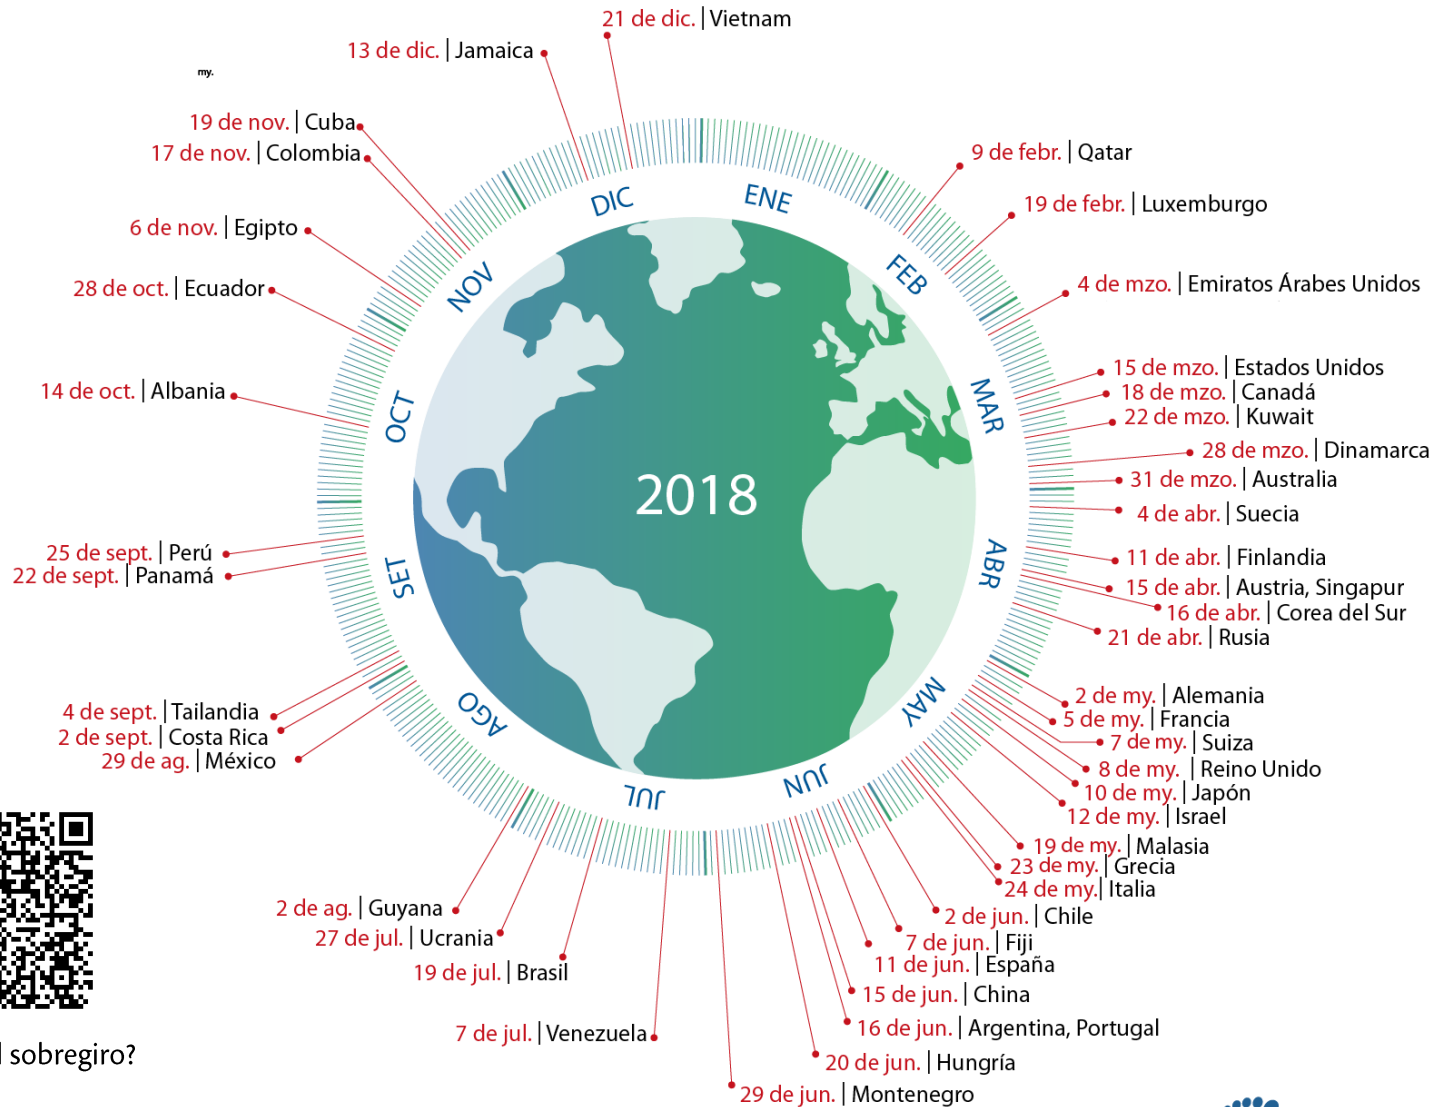 21 de dic. | Vietnam
13 de dic. | Jamaica
my.
19 de nov. | Cuba
17 de nov. | Colombia
6 de nov. | Egipto
28 de oct. | Ecuador
14 de oct. | Albania
25 de sept. | Perú
22 de sept. | Panamá
4 de sept. | Tailandia
2 de sept. | Costa Rica
29 de ag. | México
2 de ag. | Guyana
27 de jul. | Ucrania
19 de jul. | Brasil
7 de jul. | Venezuela
9 de febr. | Qatar
19 de febr. | Luxemburgo
4 de mzo. | Emiratos Árabes Unidos
15 de mzo. | Estados Unidos
18 de mzo. | Canadá
22 de mzo. | Kuwait
28 de mzo. | Dinamarca
31 de mzo. | Australia
4 de abr. | Suecia
11 de abr. | Finlandia
15 de abr. | Austria, Singapur
16 de abr. | Corea del Sur
21 de abr. | Rusia
2 de my. | Alemania
5 de my. | Francia
7 de my. | Suiza
8 de my. | Reino Unido
10 de my. | Japón
12 de my. | Israel
19 de my. | Malasia
23 de my. | Grecia
24 de my. | Italia
2 de jun. | Chile
7 de jun. | Fiji
11 de jun. | España
15 de jun. | China
16 de jun. | Argentina, Portugal
20 de jun. | Hungría
29 de jun. | Montenegro
ENE
FEB
MAR
ABR
MAY
JUN
JUL
AGO
SET
OCT
NOV
DIC
2018
sobregiro?